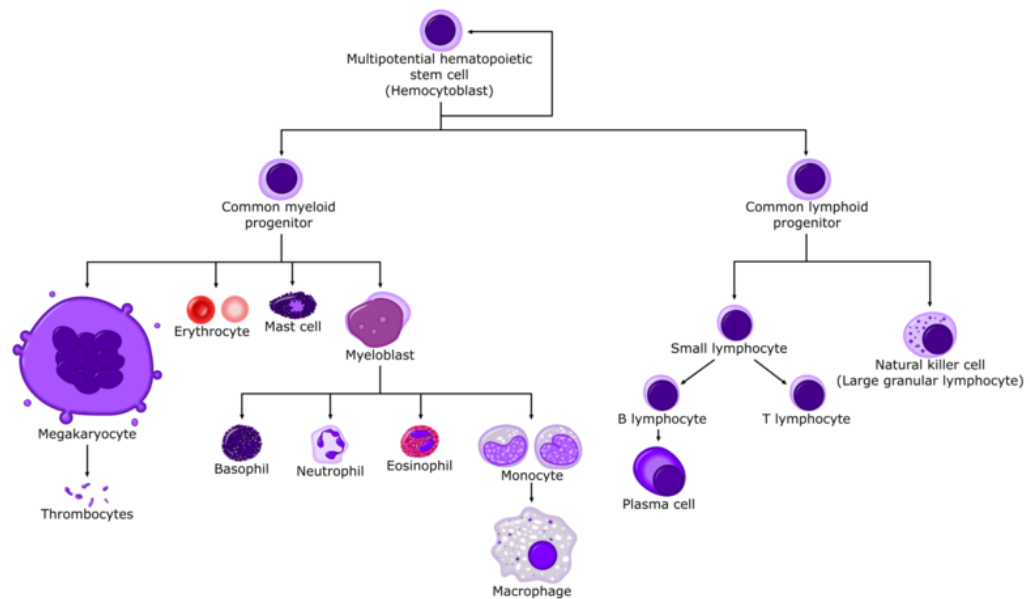 Multipotential hematopoietic
stem cell
(Hemocytoblast)
Common myeloid
progenitor
Common lymphoid
progenitor
Erythrocyte
Mast cell
Myeloblast
Small lymphocyte
Natural killer cell
(Large granular lymphocyte)
Megakaryocyte
B lymphocyte
T lymphocyte
Basophil
Neutrophil
Eosinophil
Monocyte
Plasma cell
Thrombocytes
Macrophage